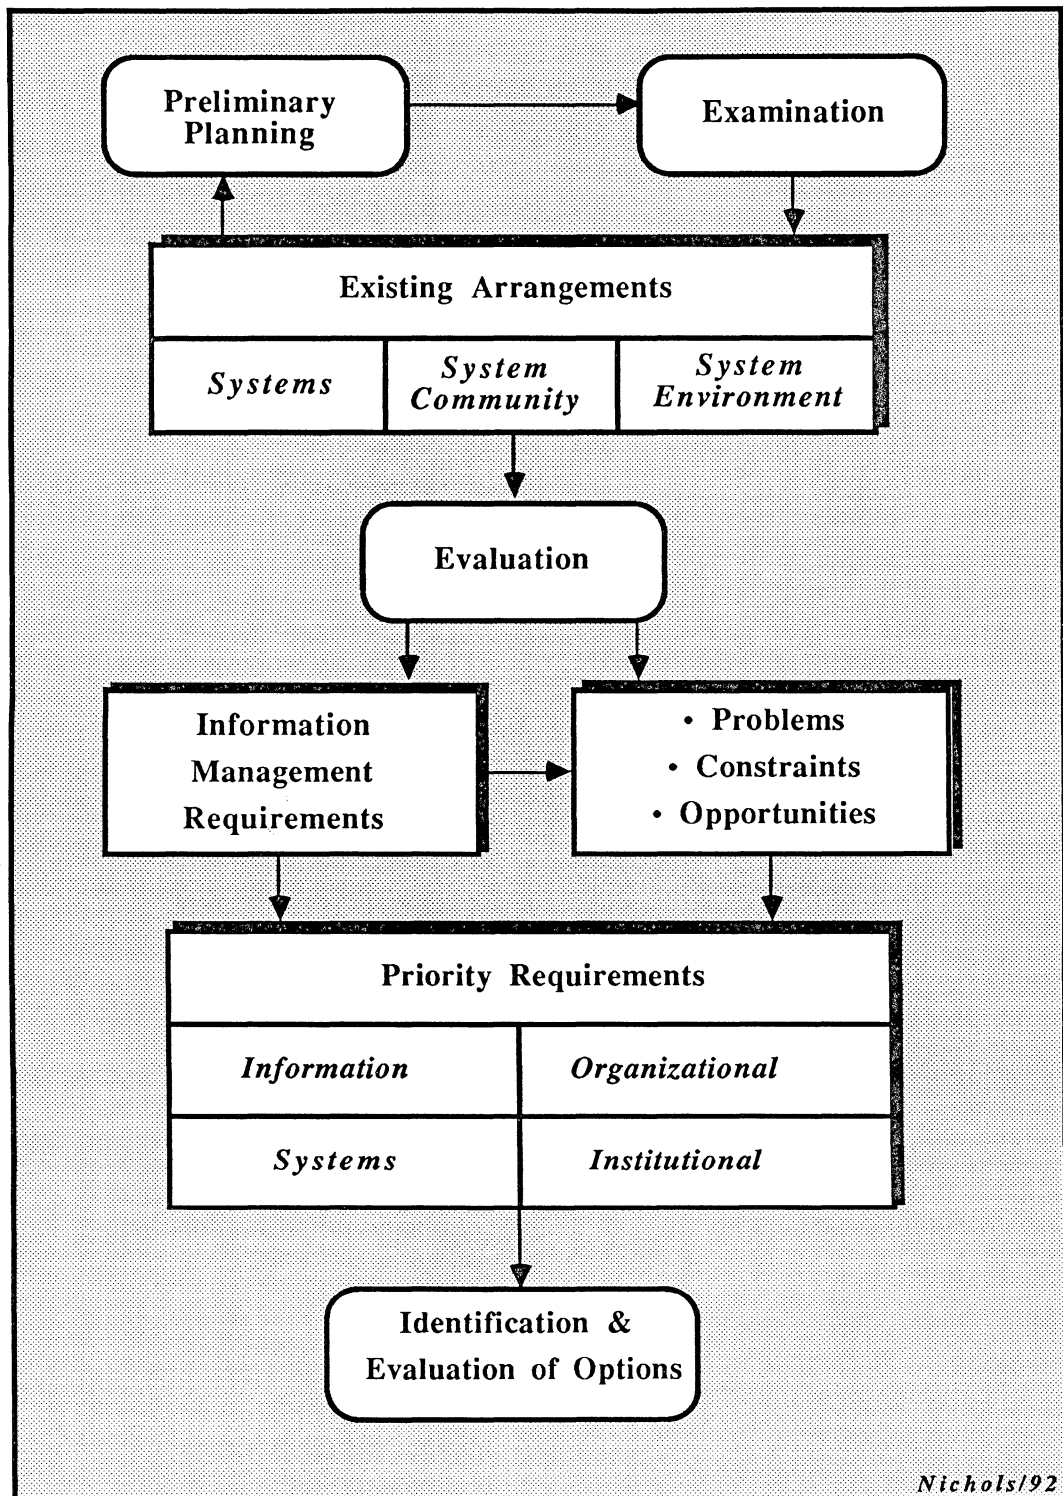 Preliminary
Planning
Examination
Existing Arrangements
Systems
System
Community
System
Environment
Evaluation
Information
Management
Requirements
• Problems
• Constraints
• Opportunities
Priority Requirements
Information
Organizational
Systems
Institutional
Identification &
Evaluation of Options
Nichols/92